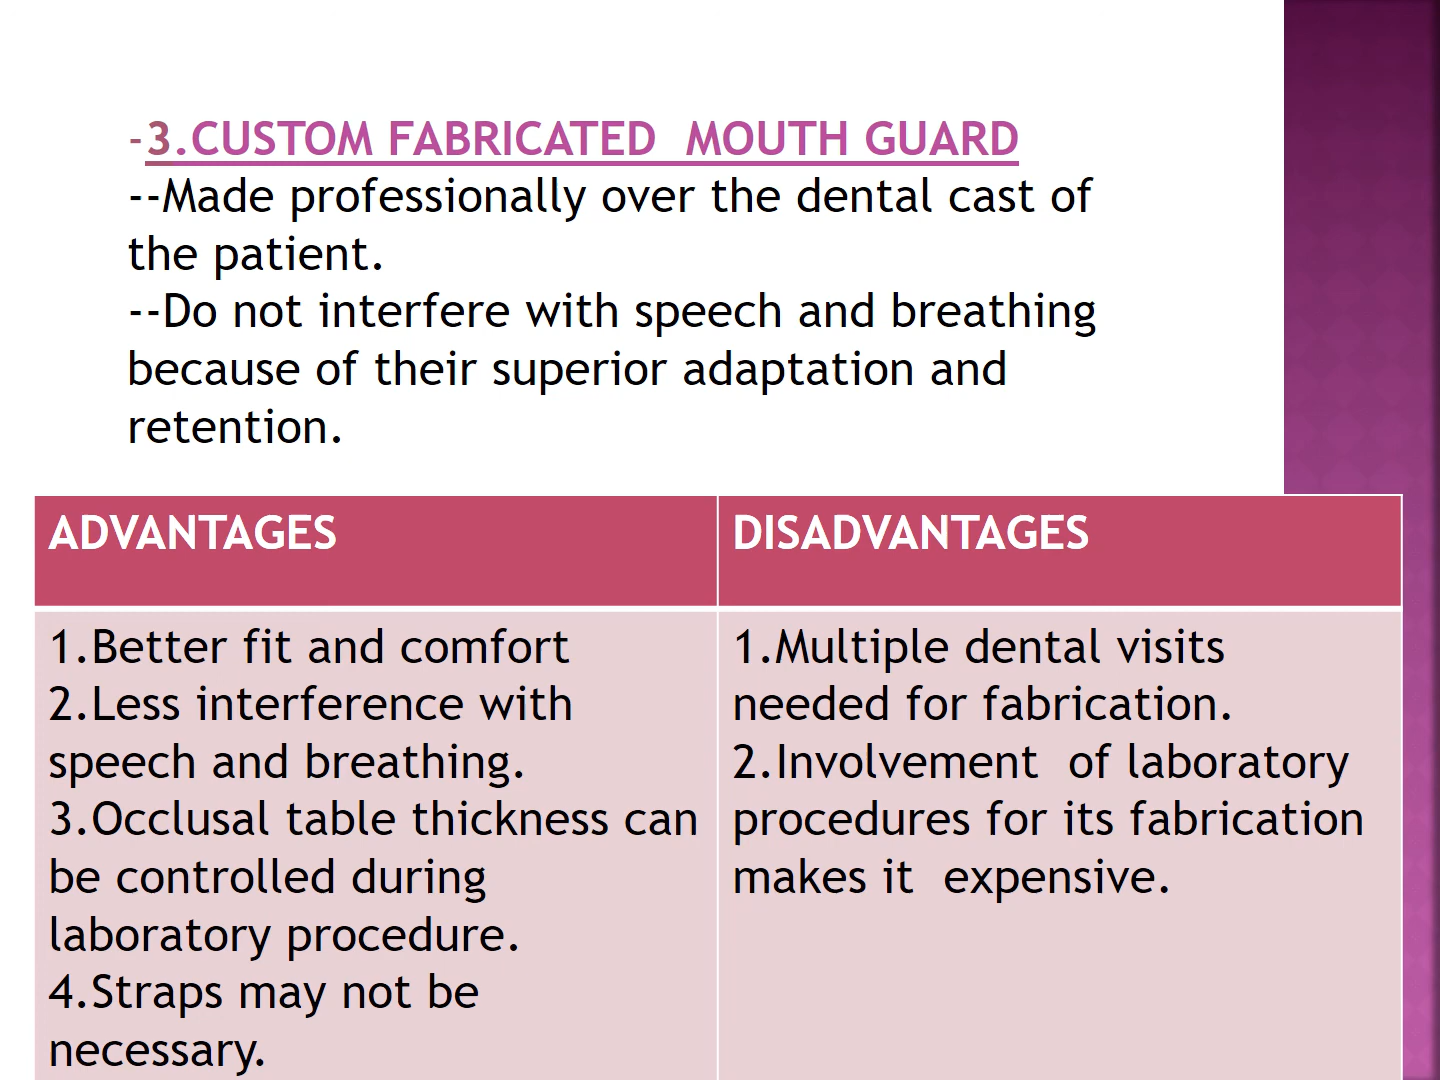 -3.CUSTOM FABRICATED  MOUTH GUARD
--Made professionally over the dental cast of
the patient.
--Do not interfere with speech and breathing
because of their superior adaptation and
retention.
ADVANTAGES
DISADVANTAGES
1.Better fit and comfort
2.Less interference with
speech and breathing.
3.Occlusal table thickness can
be controlled during
laboratory procedure.
4.Straps may not be
necessary.
1.Multiple dental visits
needed for fabrication.
2.Involvement  of laboratory
procedures for its fabrication
makes it  expensive.